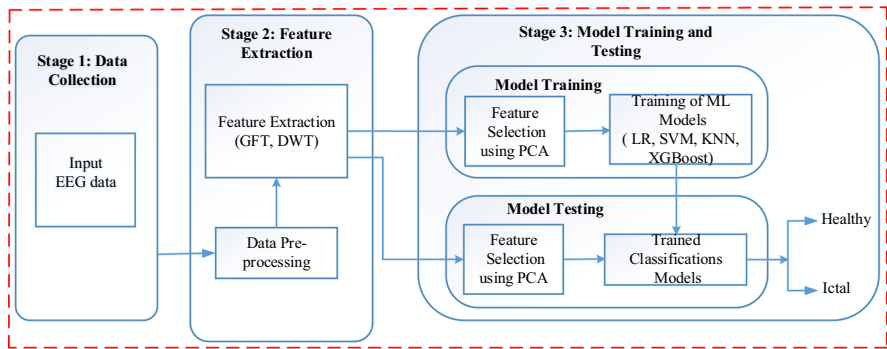 Stage 1: Data
Collection
Input
EEG data
Stage 2: Feature
Extraction
Feature Extraction
(GFT, DWT)
Data Pre-
processing
Stage 3: Model Training and
Testing
Model Training
Feature
Selection
using PCA
Training of ML
Models
( LR, SVM, KNN,
XGBoost)
Model Testing
Feature
Selection
using PCA
Trained
Classifications
Models
Healthy
Ictal